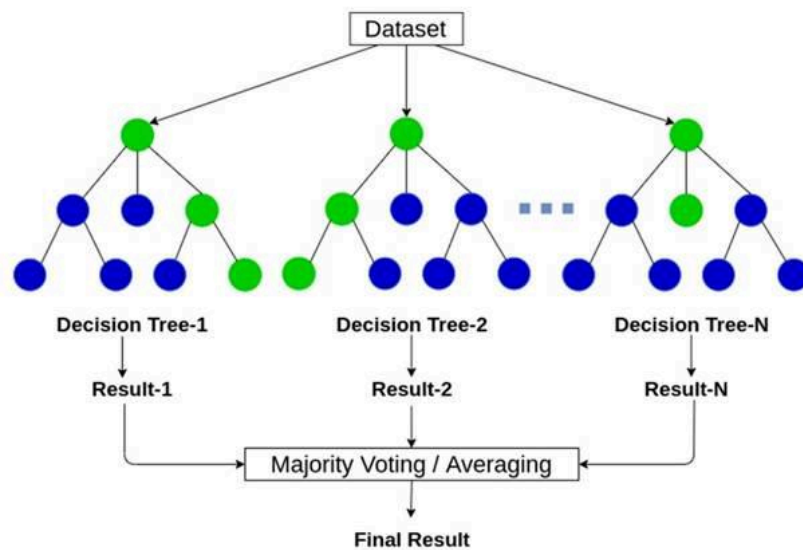 Dataset
Decision Tree-1
Decision Tree-2
Decision Tree-N
Result-1
Result-2
Result-N
Majority Voting / Averaging
Final Result